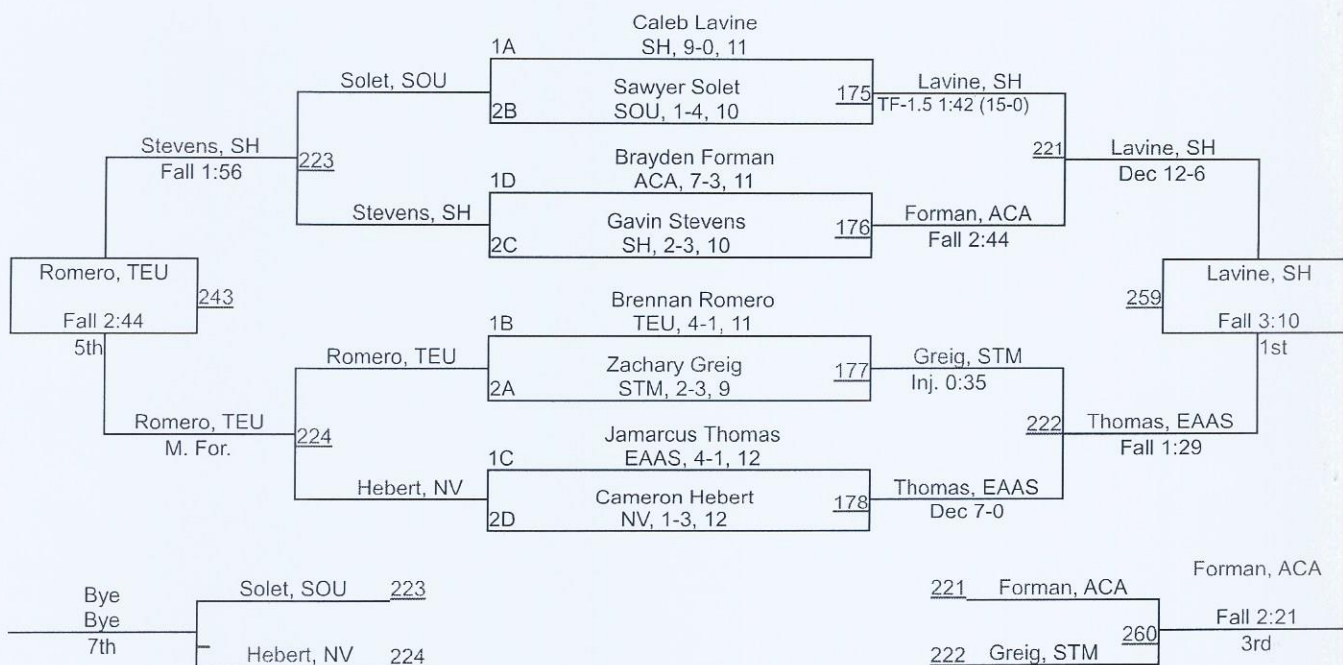 Caleb Lavine
1A
SH, 9-0, 11
Solet, SOU
Sawyer Solet
175
Lavine, SH
2B
SOU, 1-4, 10
TF-1.5 1:42 (15-0)
Stevens, SH
223
Fall 1:56
Brayden Forman
221
Lavine, SH
1D
ACA, 7-3, 11
Dec 12-6
Stevens, SH
Gavin Stevens
176
Forman, ACA
2C
SH, 2-3, 10
Fall 2:44
Romero, TEU
243
Fall 2:44
5th
Brennan Romero
259
Lavine, SH
1B
TEU, 4-1, 11
Fall 3:10
1st
Romero, TEU
Zachary Greig
177
Greig, STM
2A
STM, 2-3, 9
Inj. 0:35
Romero, TEU
224
M. For.
Jamarcus Thomas
222
Thomas, EAAS
1C
EAAS, 4-1, 12
Fall 1:29
Hebert, NV
Cameron Hebert
178
Thomas, EAAS
2D
NV, 1-3, 12
Dec 7-0
Bye
Bye
7th
Solet, SOU
223
Hebert, NV
224
221
Forman, ACA
222
Greig, STM
260
Forman, ACA
Fall 2:21
3rd